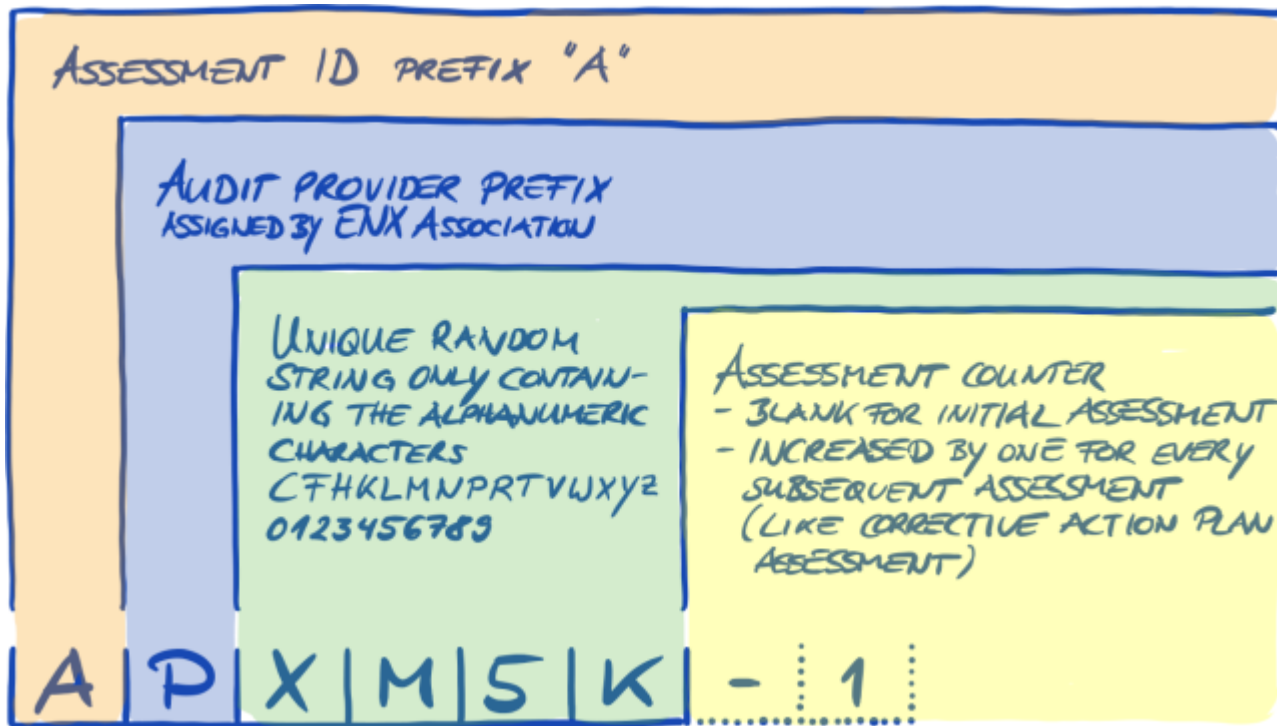 ASSESSMENT ID PREFIX "A"
AUDIT PROVIDER PREFIX
ASSIGNED BY ENX ASSOCIATION
UNIQUE RANDOM
STRING ONLY CONTAIN-
ING THE ALPHANUMERIC
CHARACTERS
CFHKLMNPRTVWXYZ
0123456789
ASSESSMENT COUNTER
- BLANK FOR INITIAL ASSESSMENT
- INCREASED BY ONE FOR EVERY
SUBSEQUENT ASSESSMENT
(LIKE CORRECTIVE ACTION PLAN
ASSESSMENT)
A P X M 5 K - 1